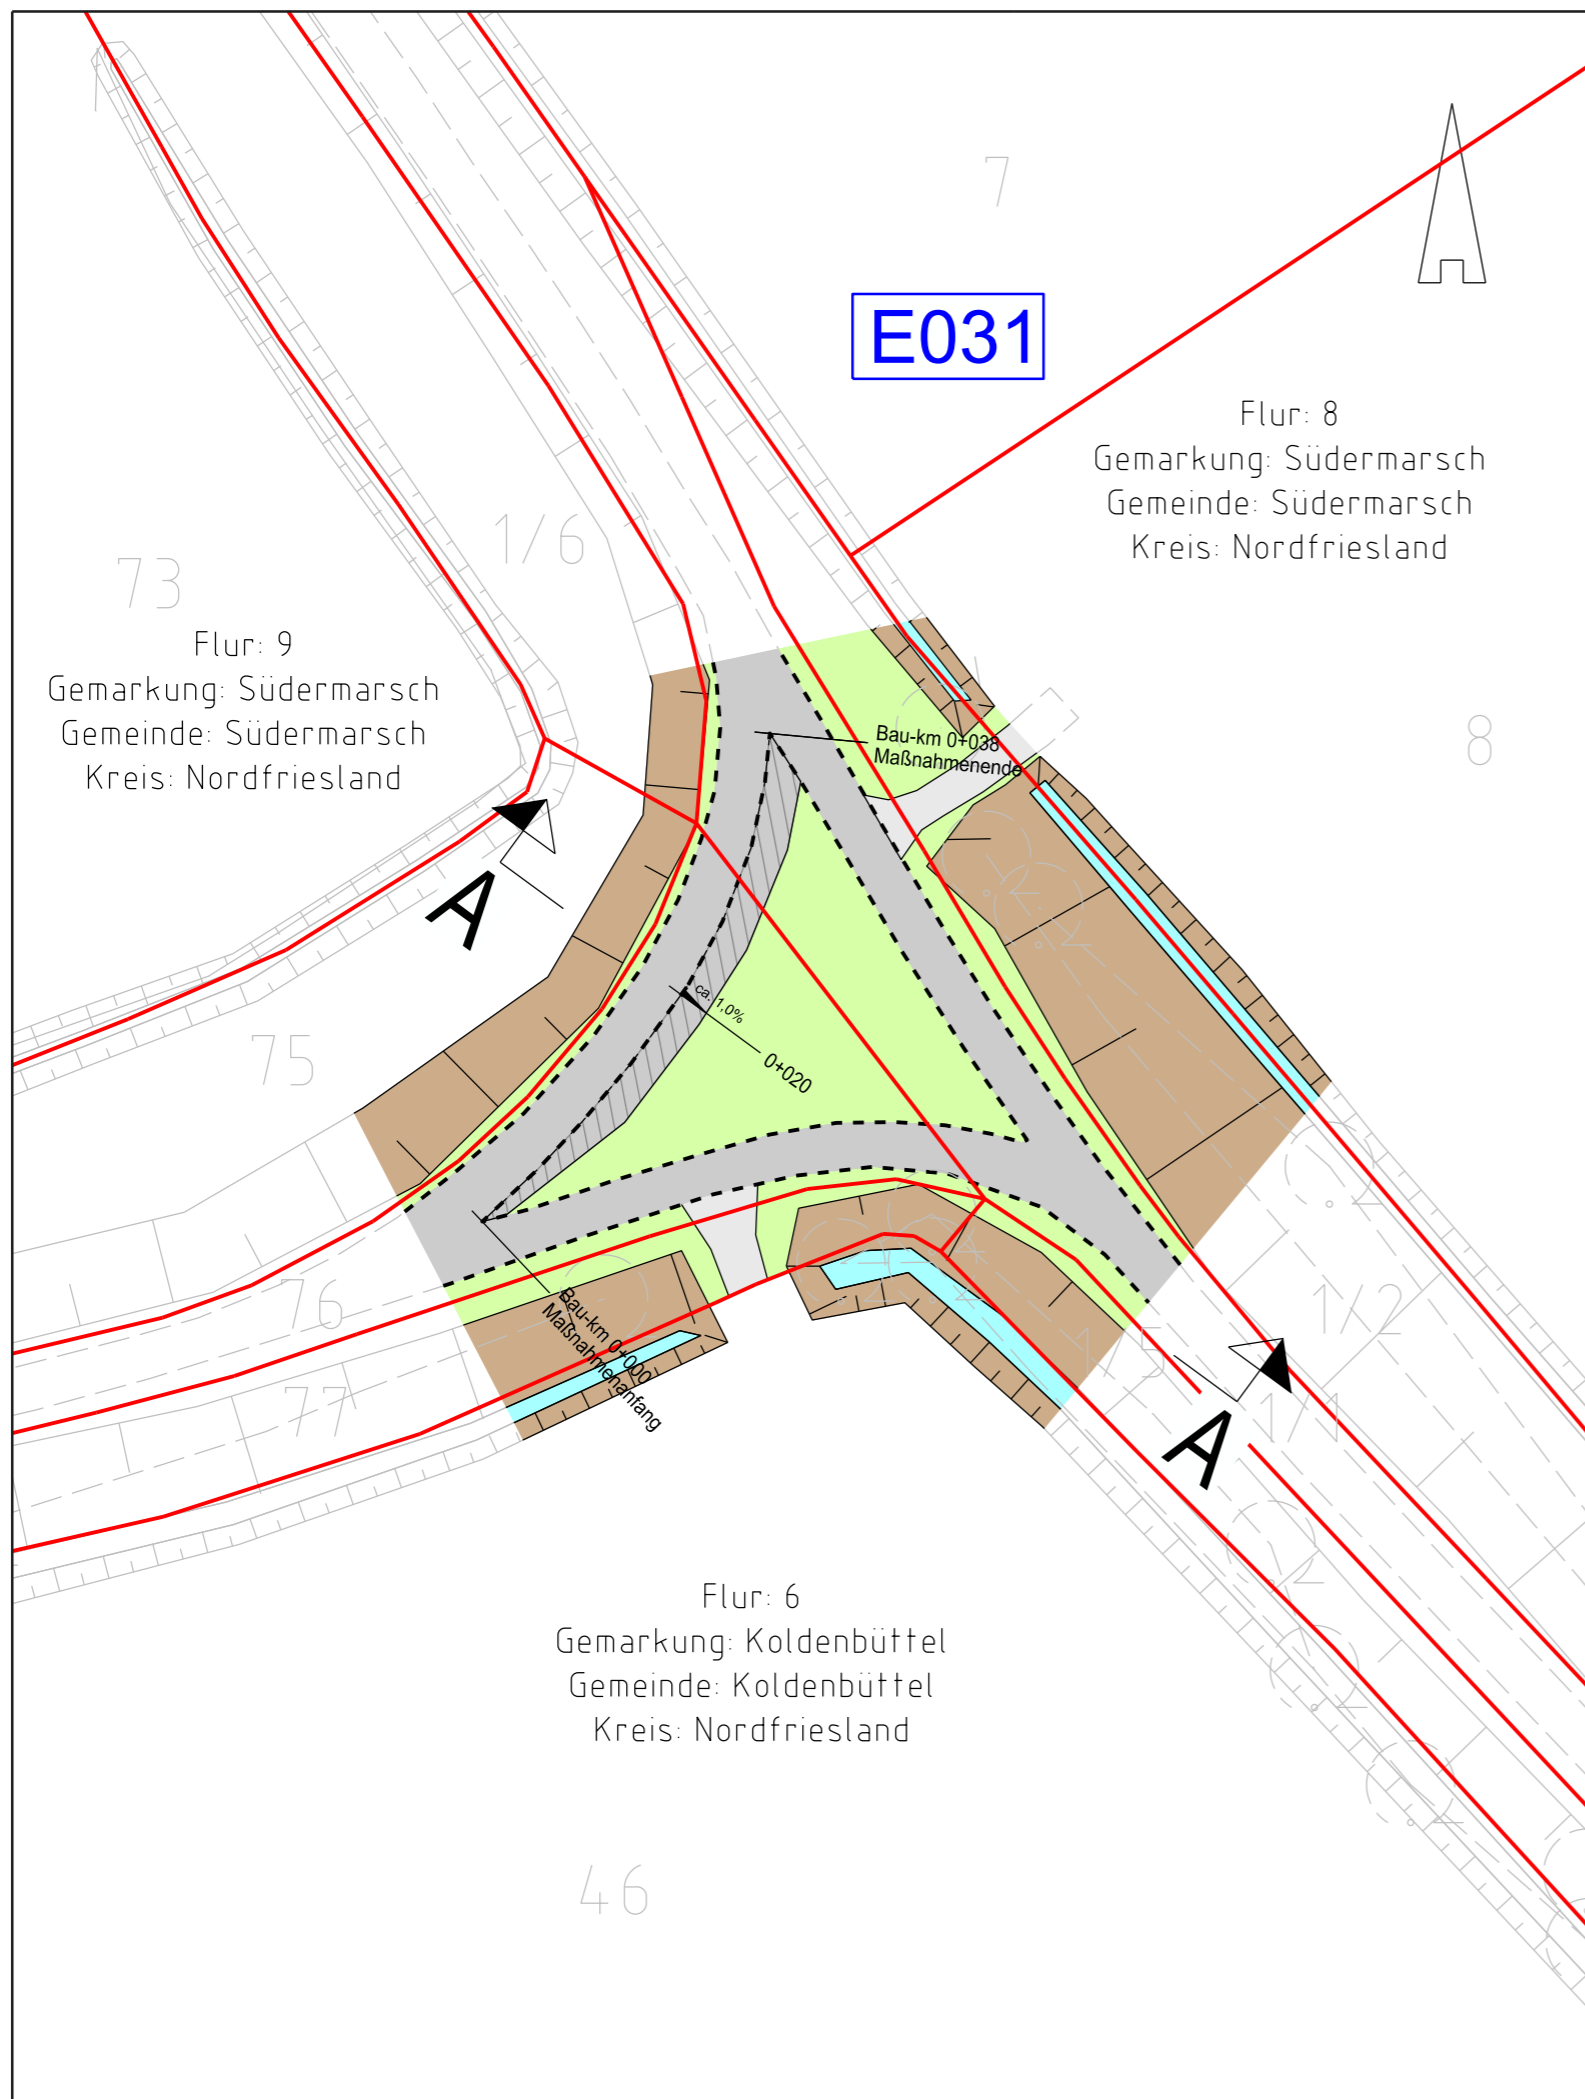 7
E031
Flur: 8
Gemarkung: Südermarsch
Gemeinde: Südermarsch
Kreis: Nordfriesland
1/6
73
Flur: 9
Gemarkung: Südermarsch
Gemeinde: Südermarsch
Kreis: Nordfriesland
8
Bau-km 0+038
Maßnahmenende
A
ca. 1,0%
0+020
75
76
77
Bau-km 0+000
Maßnahmenanfang
1/2
1/5
1/1
A
Flur: 6
Gemarkung: Koldenbüttel
Gemeinde: Koldenbüttel
Kreis: Nordfriesland
46